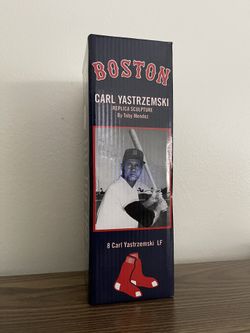 BOSTON
CARL YASTRZEMSKI
REPLICA SCULPTURE
By Toby Mendez
8 Carl Yastrzemski LF